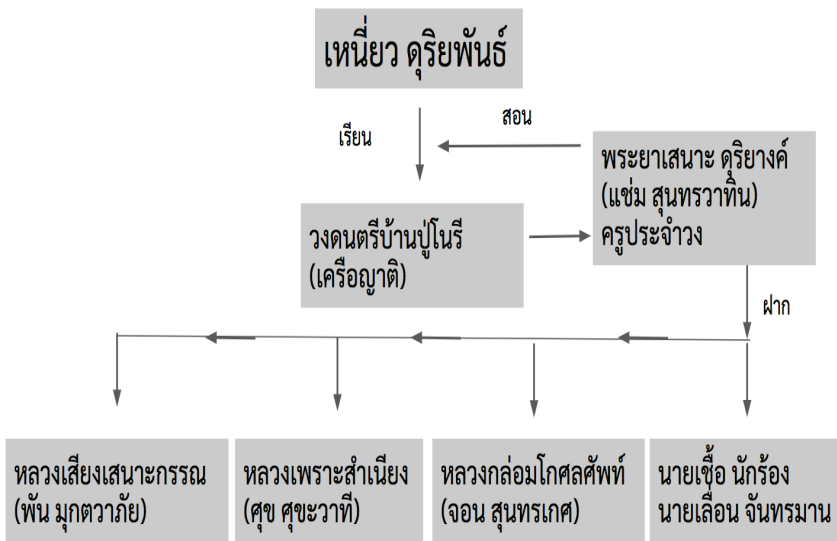 เหนี่ยว ดุริยพันธ์
เรียน
สอน
พระยาเสนาะ ดุริยางค์
(แช่ม สุนทรวาทิน)
ครูประจำวง
วงดนตรีบ้านปู่โนรี
(เครือญาติ)
ฝาก
หลวงเสียงเสนาะกรรณ
(พัน มุกตวาภัย)
หลวงเพราะสำเนียง
(ศุข ศุขะวาที)
หลวงกล่อมโกศลศัพท์
(จอน สุนทรเกศ)
นายเชื้อ นักร้อง
นายเลื่อน จันทรมาน